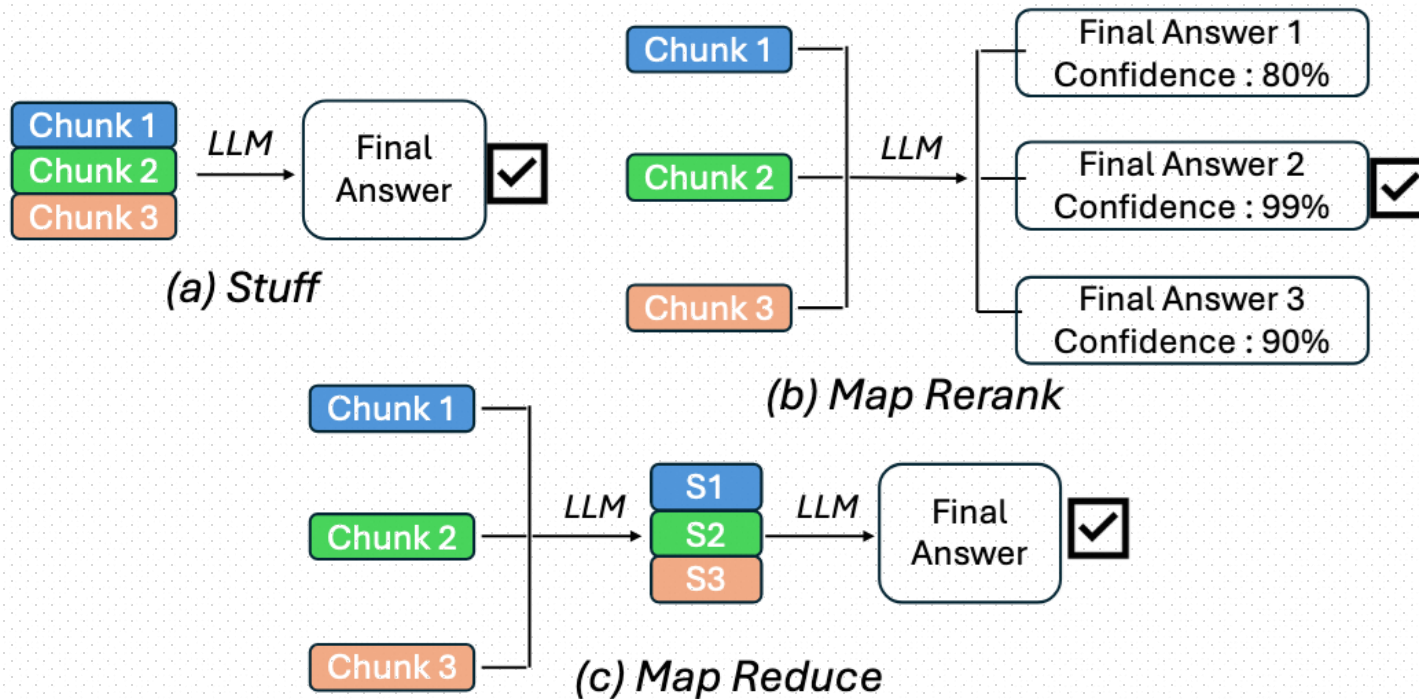 Chunk 1
Chunk 2
Chunk 3
LLM
Final
Answer
(a) Stuff
Chunk 1
Chunk 2
Chunk 3
LLM
Final Answer 1
Confidence : 80%
Final Answer 2
Confidence : 99%
Final Answer 3
Confidence : 90%
(b) Map Rerank
Chunk 1
Chunk 2
Chunk 3
LLM
S1
S2
S3
LLM
Final
Answer
(c) Map Reduce